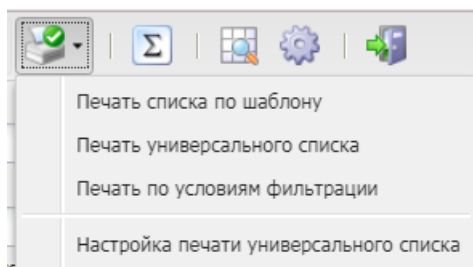 Σ
Печать списка по шаблону
Печать универсального списка
Печать по условиям фильтрации
Настройка печати универсального списка